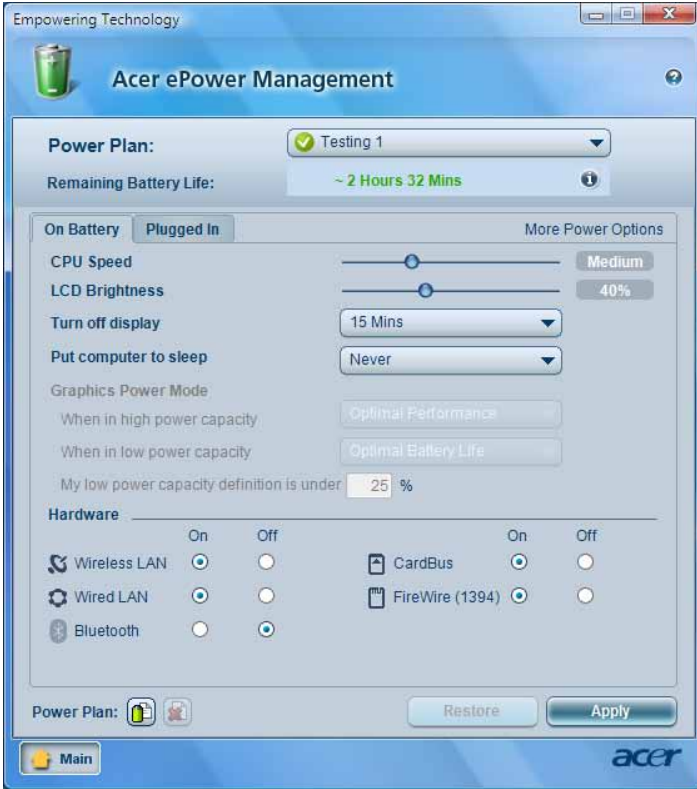 Empowering Technology
Acer ePower Management
Power Plan: Testing 1
Remaining Battery Life: ~ 2 Hours 32 Mins
On Battery Plugged In More Power Options
CPU Speed Medium
LCD Brightness 40%
Turn off display 15 Mins
Put computer to sleep Never
Graphics Power Mode
When in high power capacity Optimal Performance
When in low power capacity Optimal Battery Life
My low power capacity definition is under 25 %
Hardware
On Off On Off
Wireless LAN CardBus
Wired LAN FireWire (1394)
Bluetooth
Power Plan: Restore Apply
Main acer